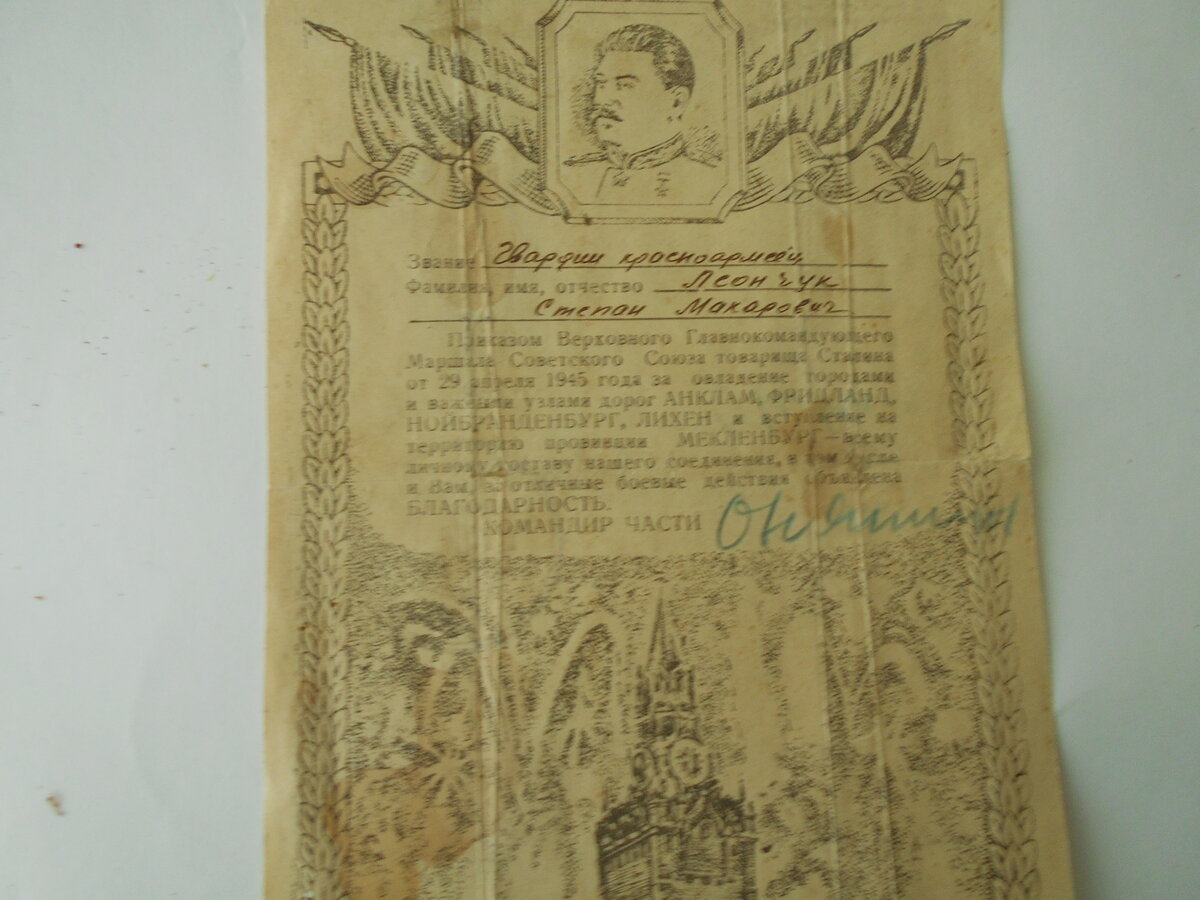 Звание Гвардии красноармеец
Фамилия, имя, отчество Леончук
Степан Макарович
Приказом Верховного Главнокомандующего
Маршала Советского Союза товарища Сталина
от 29 апреля 1945 года за овладение городами
и важными узлами дорог АНКЛАМ, ФРИДЛАНД,
НОЙБРАНДЕНБУРГ, ЛИХЕН и вступление на
территорию провинции МЕКЛЕНБУРГ—всему
личному составу нашего соединения, в том числе
и Вам, за отличные боевые действия объявлена
БЛАГОДАРНОСТЬ.
КОМАНДИР ЧАСТИ